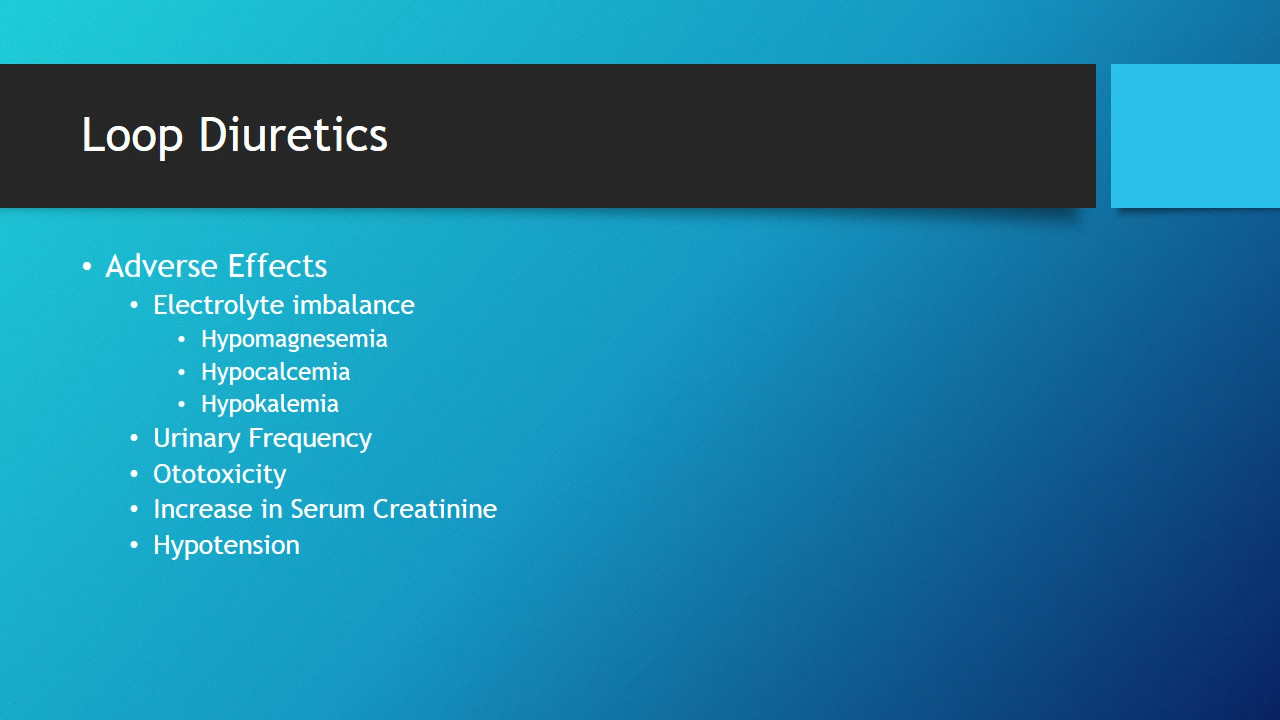 Loop Diuretics
• Adverse Effects
• Electrolyte imbalance
• Hypomagnesemia
• Hypocalcemia
• Hypokalemia
• Urinary Frequency
• Ototoxicity
• Increase in Serum Creatinine
• Hypotension